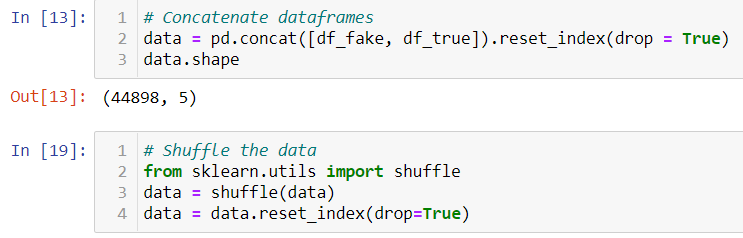 In [13]: 1 # Concatenate dataframes
2 data = pd.concat([df_fake, df_true]).reset_index(drop = True)
3 data.shape
Out[13]: (44898, 5)
In [19]: 1 # Shuffle the data
2 from sklearn.utils import shuffle
3 data = shuffle(data)
4 data = data.reset_index(drop=True)